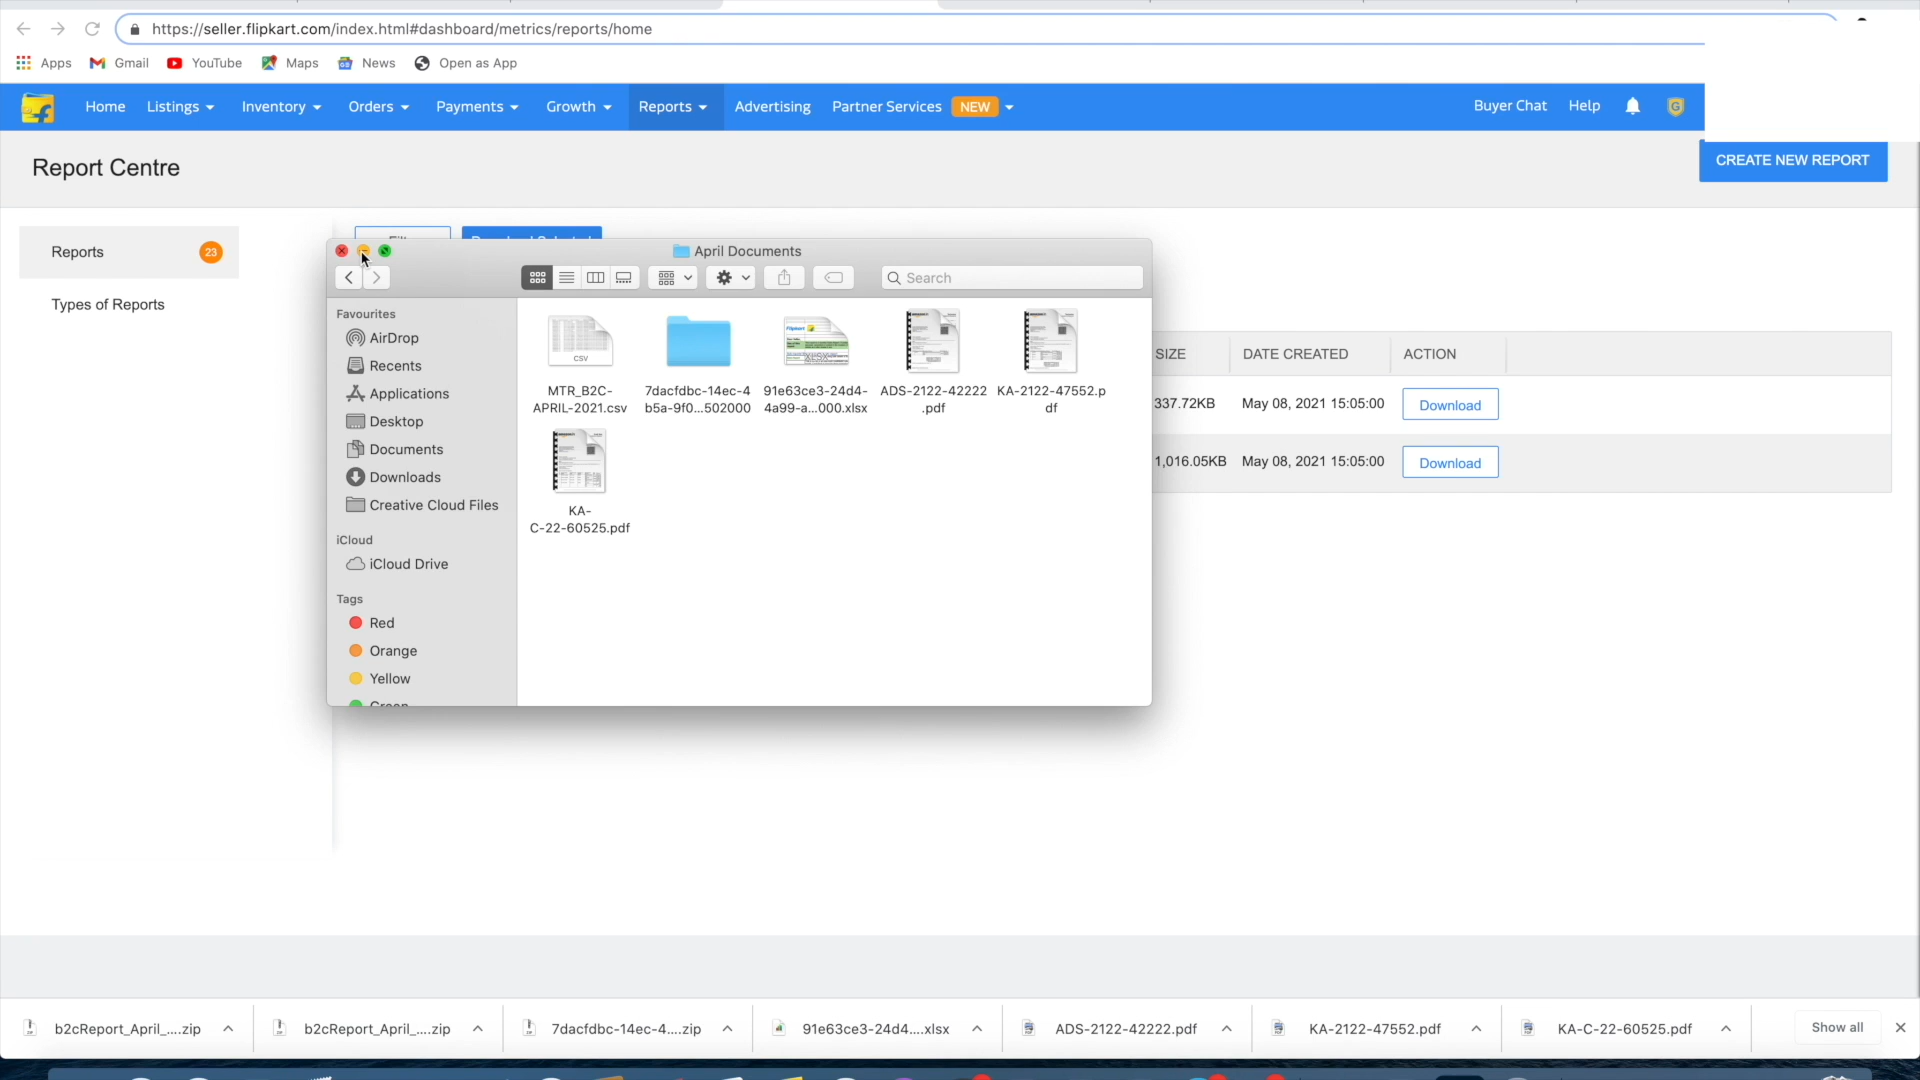 https://seller.flipkart.com/index.html#dashboard/metrics/reports/home
Apps Gmail YouTube Maps News Open as App
Home Listings Inventory Orders Payments Growth Reports Advertising Partner Services NEW Buyer Chat Help
Report Centre
CREATE NEW REPORT
Reports 23
Types of Reports
April Documents
Search
Favourites
AirDrop
Recents
Applications
Desktop
Documents
Downloads
Creative Cloud Files
iCloud
iCloud Drive
Tags
Red
Orange
Yellow
Green
CSV
MTR_B2C-
APRIL-2021.csv
7dacfdbc-14ec-4
b5a-9f0...502000
91e63ce3-24d4-
4a99-a...000.xlsx
ADS-2122-42222
.pdf
KA-2122-47552.p
df
KA-
C-22-60525.pdf
SIZE DATE CREATED ACTION
337.72KB May 08, 2021 15:05:00 Download
1,016.05KB May 08, 2021 15:05:00 Download
b2cReport_April_....zip b2cReport_April_....zip 7dacfdbc-14ec-4....zip 91e63ce3-24d4....xlsx ADS-2122-42222.pdf KA-2122-47552.pdf KA-C-22-60525.pdf Show all